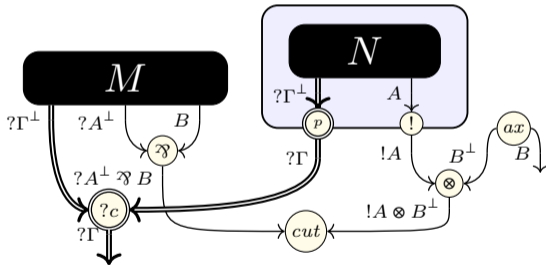 M
N
?Γ⊥
?A⊥
B
?Γ⊥
A
p
!
ax
⅋
?Γ
!A
B⊥
B
?A⊥ ⅋ B
⊗
?c
!A ⊗ B⊥
?Γ
cut